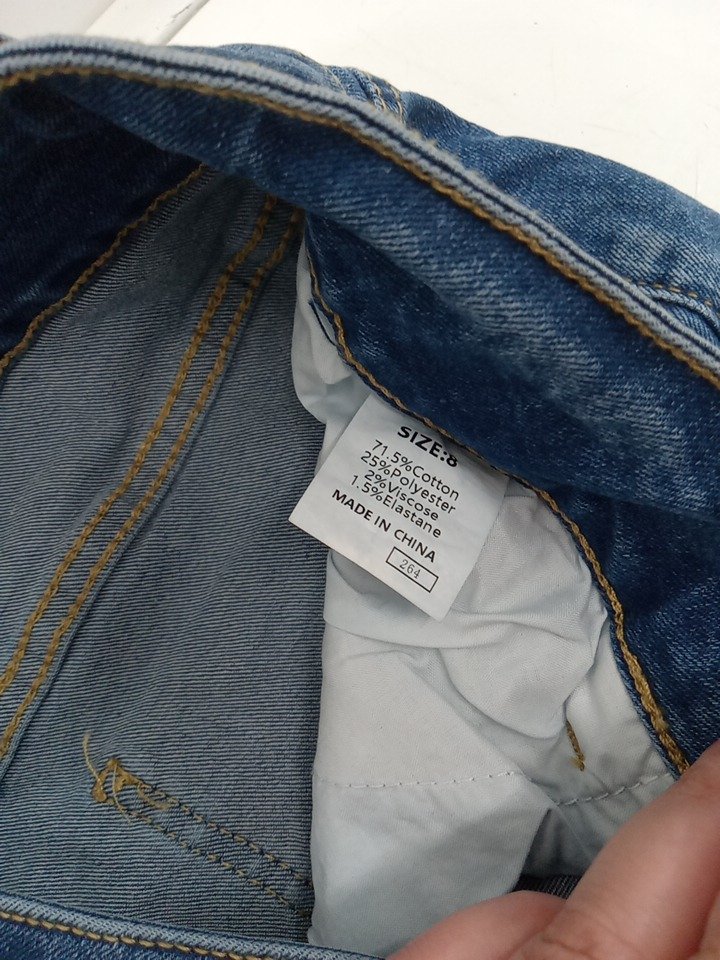 SIZE:8
71.5%Cotton
25%Polyester
2%Viscose
1.5%Elastane
MADE IN CHINA
264